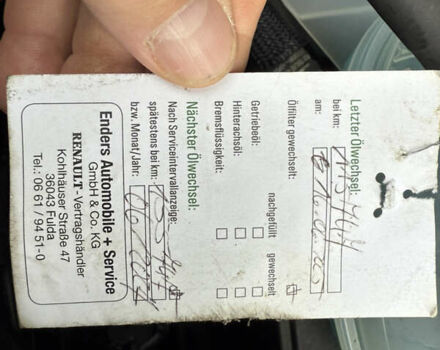 Letzter Ölwechsel:
bei km:
am:
Ölfilter gewechselt:
nachgefüllt gewechselt
Getriebeöl:
Hinterachsöl:
Bremsflüssigkeit:
Nächster Ölwechsel:
Nach Serviceintervallanzeige:
spätestens bei km:
bzw. Monat/Jahr:
Enders Automobile + Service
GmbH & Co. KG
RENAULT-Vertragshändler
Kohlhäuser Straße 47
36043 Fulda
Tel.: 06 61 / 94 51-0